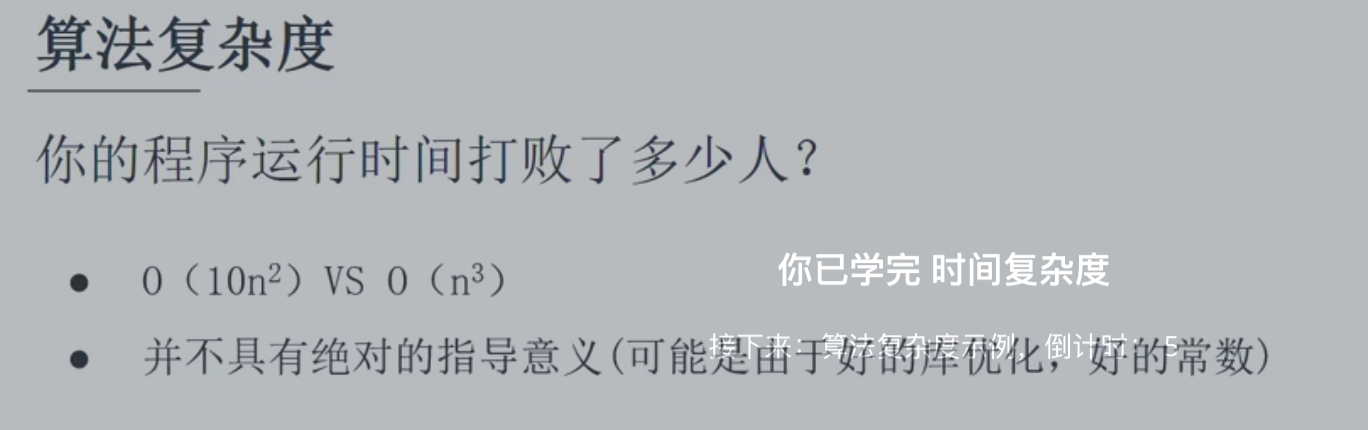 算法复杂度
你的程序运行时间打败了多少人？
● O（10n²）VS O（n³）
你已学完 时间复杂度
接下来：算法复杂度示例，倒计时：5
● 并不具有绝对的指导意义(可能是由于好的库优化，好的常数)